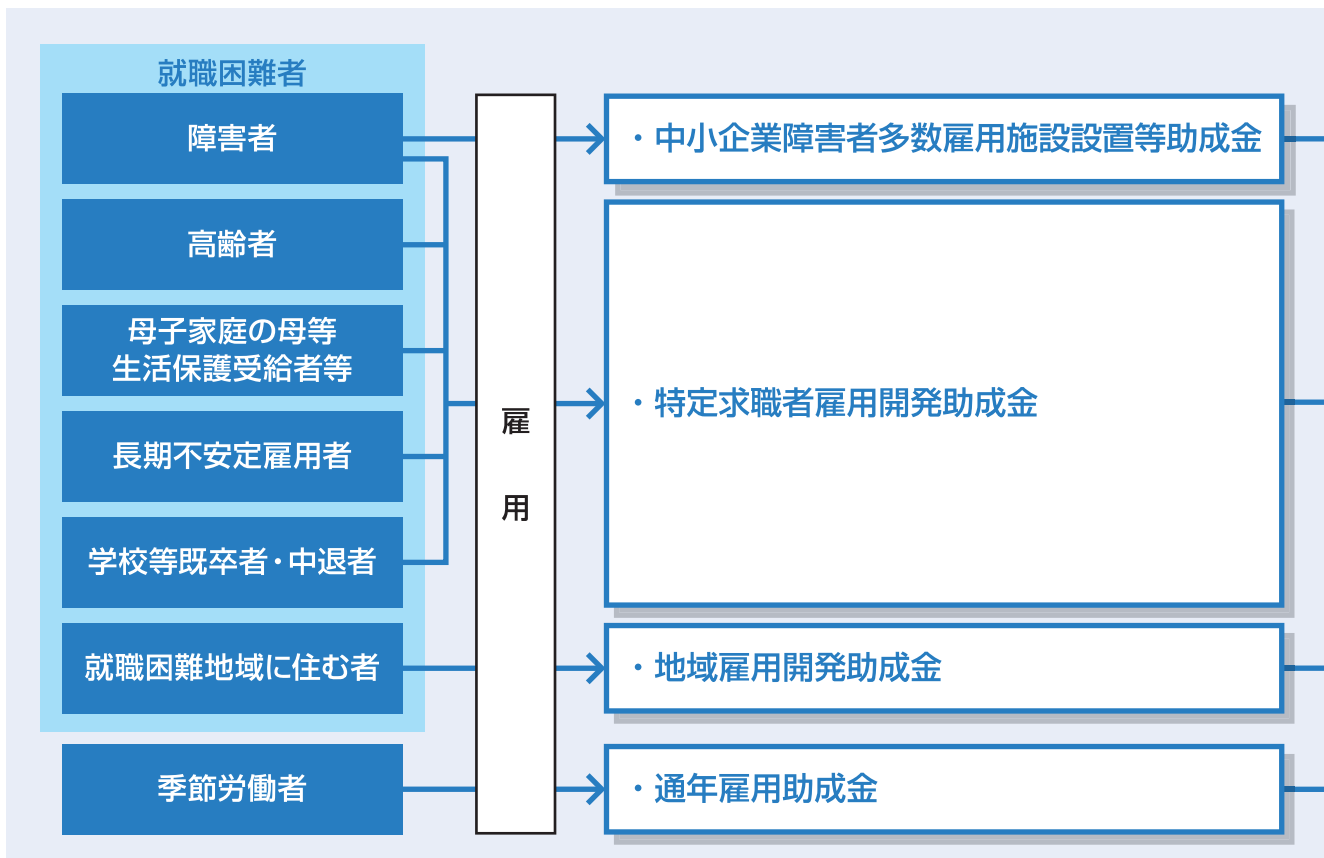 就職困難者
障害者
・中小企業障害者多数雇用施設設置等助成金
高齢者
母子家庭の母等
生活保護受給者等
長期不安定雇用者
学校等既卒者・中退者
雇用
・特定求職者雇用開発助成金
就職困難地域に住む者
・地域雇用開発助成金
季節労働者
・通年雇用助成金